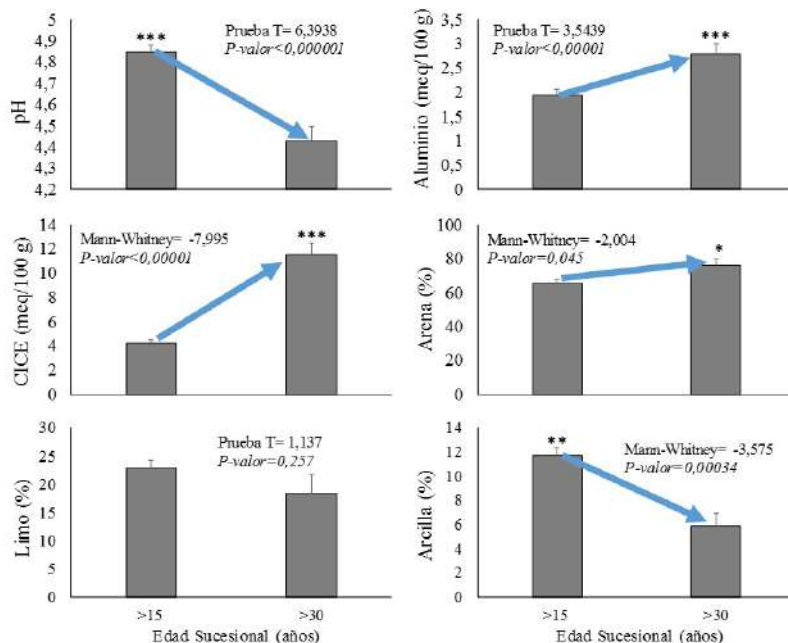 Prueba T= 6,3938
P-valor<0,000001
***
pH
5
4,9
4,8
4,7
4,6
4,5
4,4
4,3
4,2
Prueba T= 3,5439
P-valor<0,00001
***
Aluminio (meq/100 g)
3,5
3
2,5
2
1,5
1
0,5
0
Mann-Whitney= -7,995
P-valor<0,00001
***
CICE (meq/100 g)
14
12
10
8
6
4
2
0
Mann-Whitney= -2,004
P-valor=0,045
*
Arena (%)
100
80
60
40
20
0
Prueba T= 1,137
P-valor=0,257
Limo (%)
30
25
20
15
10
5
0
>15
>30
Edad Sucesional (años)
**
Mann-Whitney= -3,575
P-valor=0,00034
Arcilla (%)
14
12
10
8
6
4
2
0
>15
>30
Edad Sucesional (años)